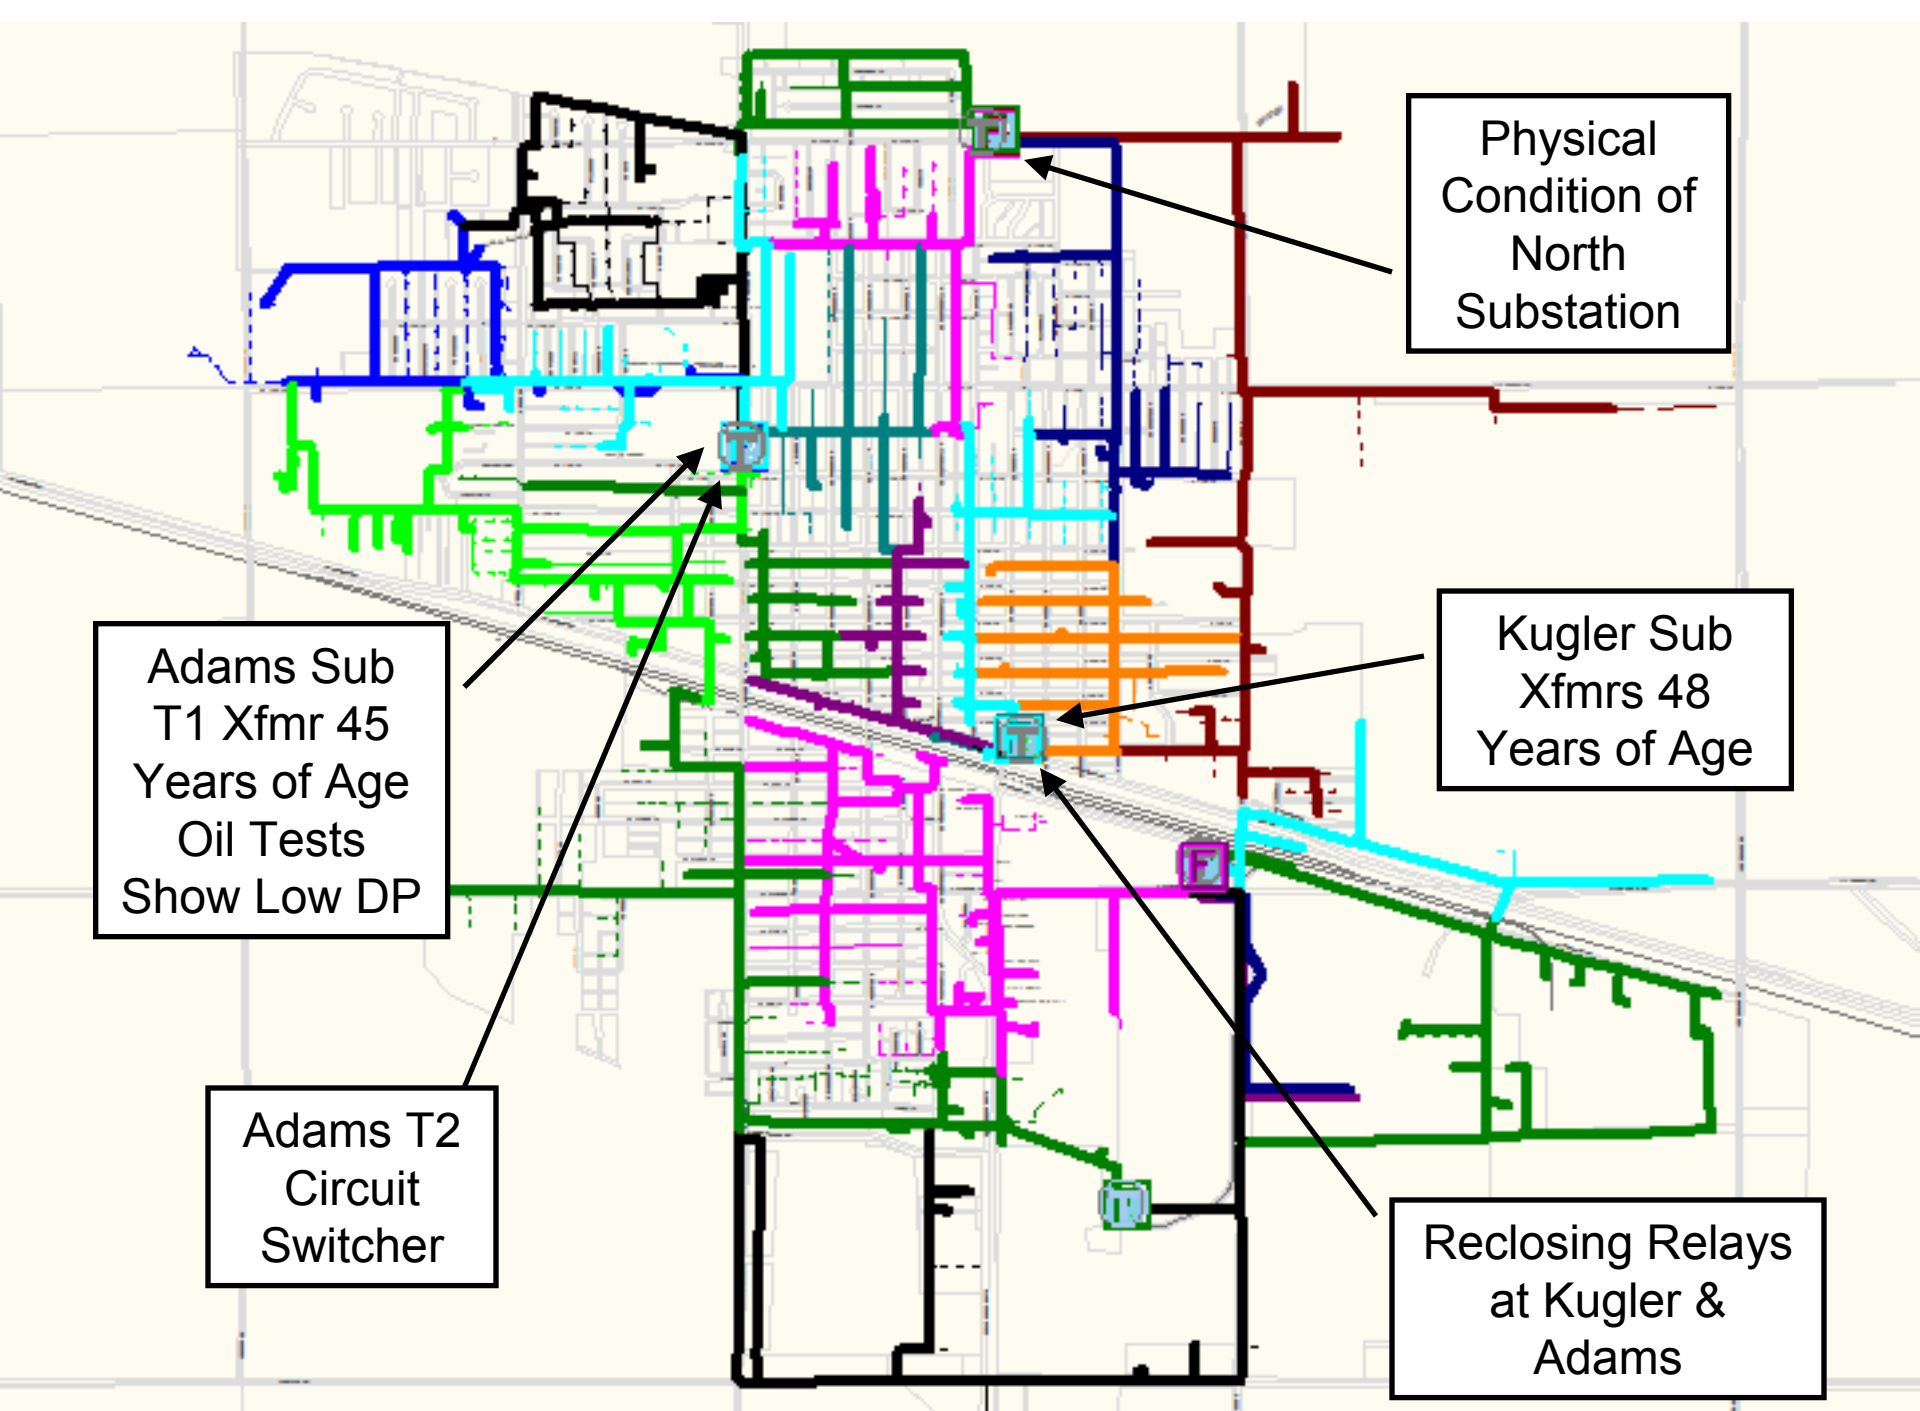 Physical
Condition of
North
Substation
Adams Sub
T1 Xfmr 45
Years of Age
Oil Tests
Show Low DP
Kugler Sub
Xfmrs 48
Years of Age
Adams T2
Circuit
Switcher
Reclosing Relays
at Kugler &
Adams
T
T
F